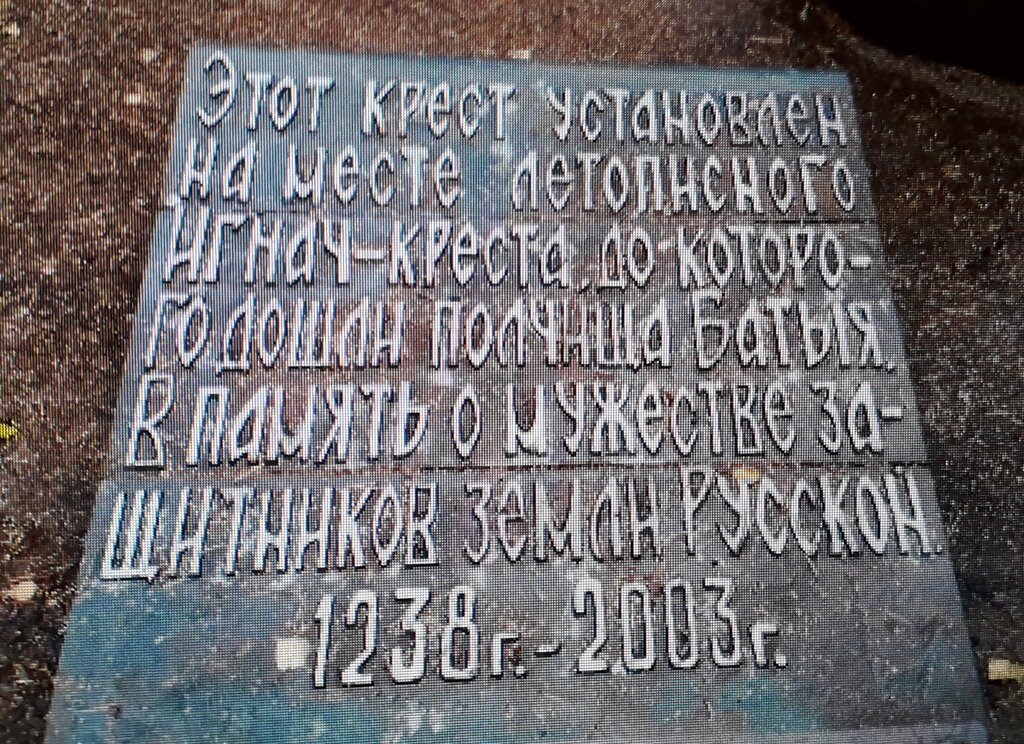 Этот крест установлен
на месте летописного
Игнач-креста, до которо-
го дошли полчища Батыя.
В память о мужестве за-
щитников земли Русской.
1238г.-2003г.